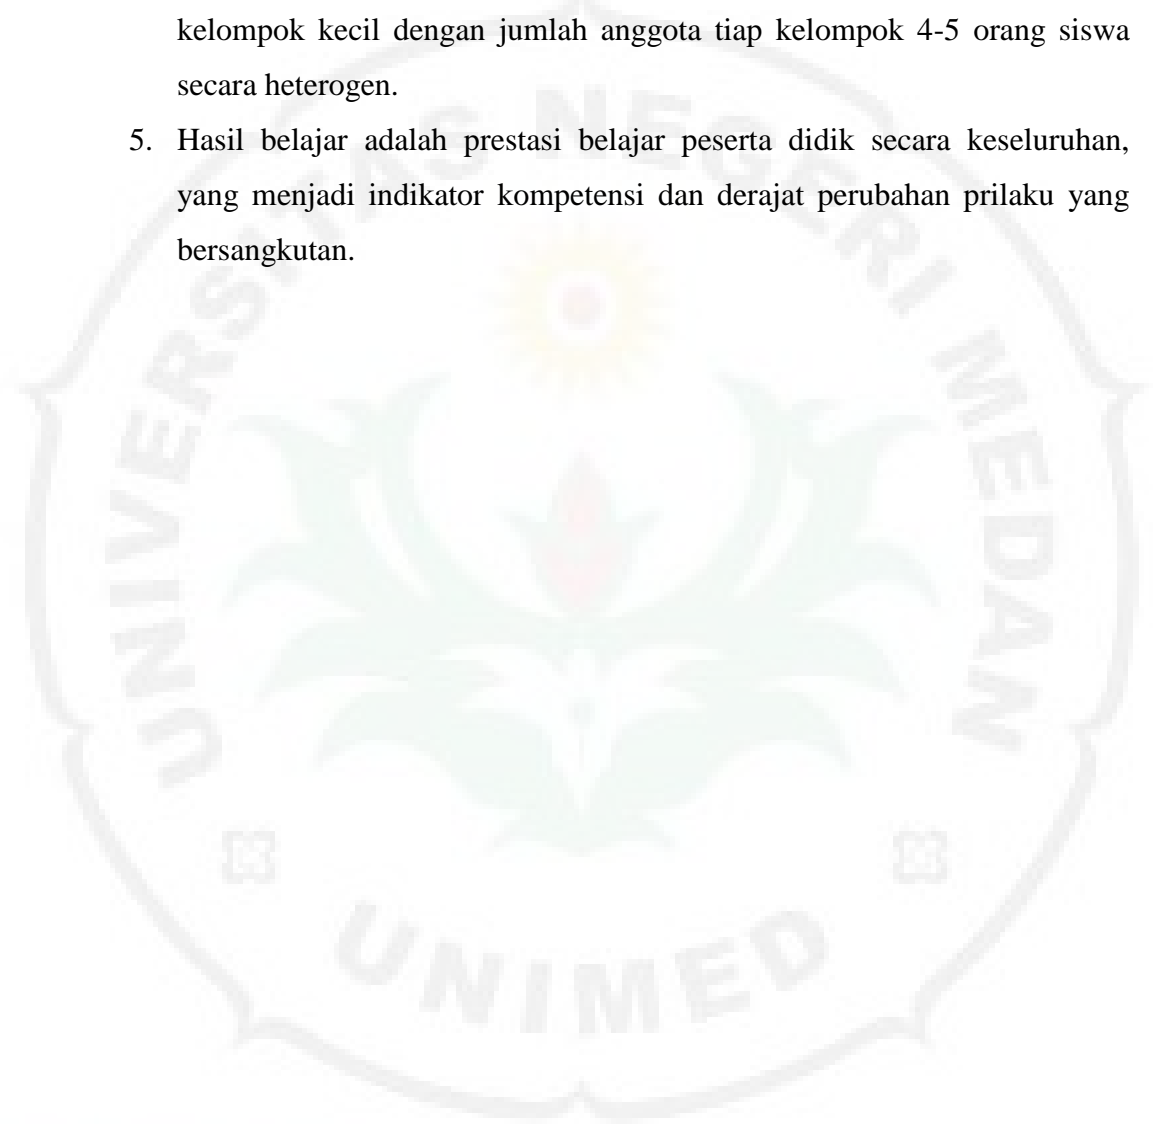 kelompok kecil dengan jumlah anggota tiap kelompok 4-5 orang siswa
secara heterogen.
5. Hasil belajar adalah prestasi belajar peserta didik secara keseluruhan,
yang menjadi indikator kompetensi dan derajat perubahan prilaku yang
bersangkutan.
UNIVERSITAS NEGERI MEDAN
UNIMED